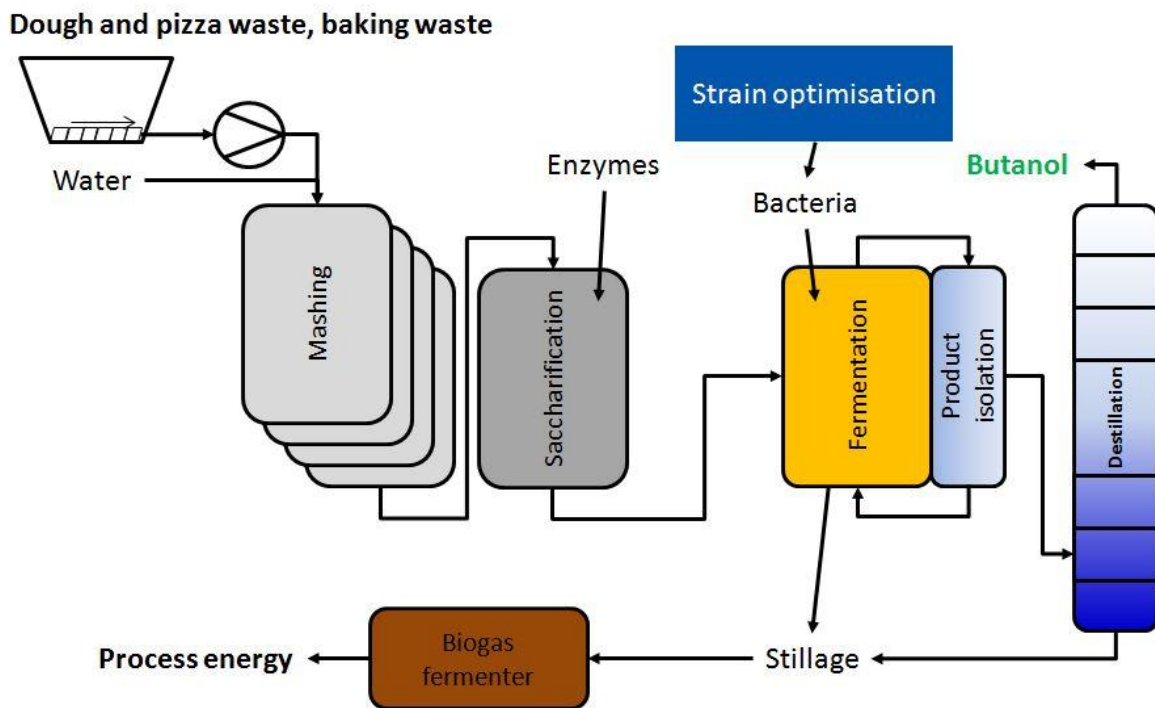 Dough and pizza waste, baking waste
Strain optimisation
Water
Enzymes
Butanol
Bacteria
Mashing
Saccharification
Fermentation
Product
isolation
Destillation
Process energy
Biogas
fermenter
Stillage